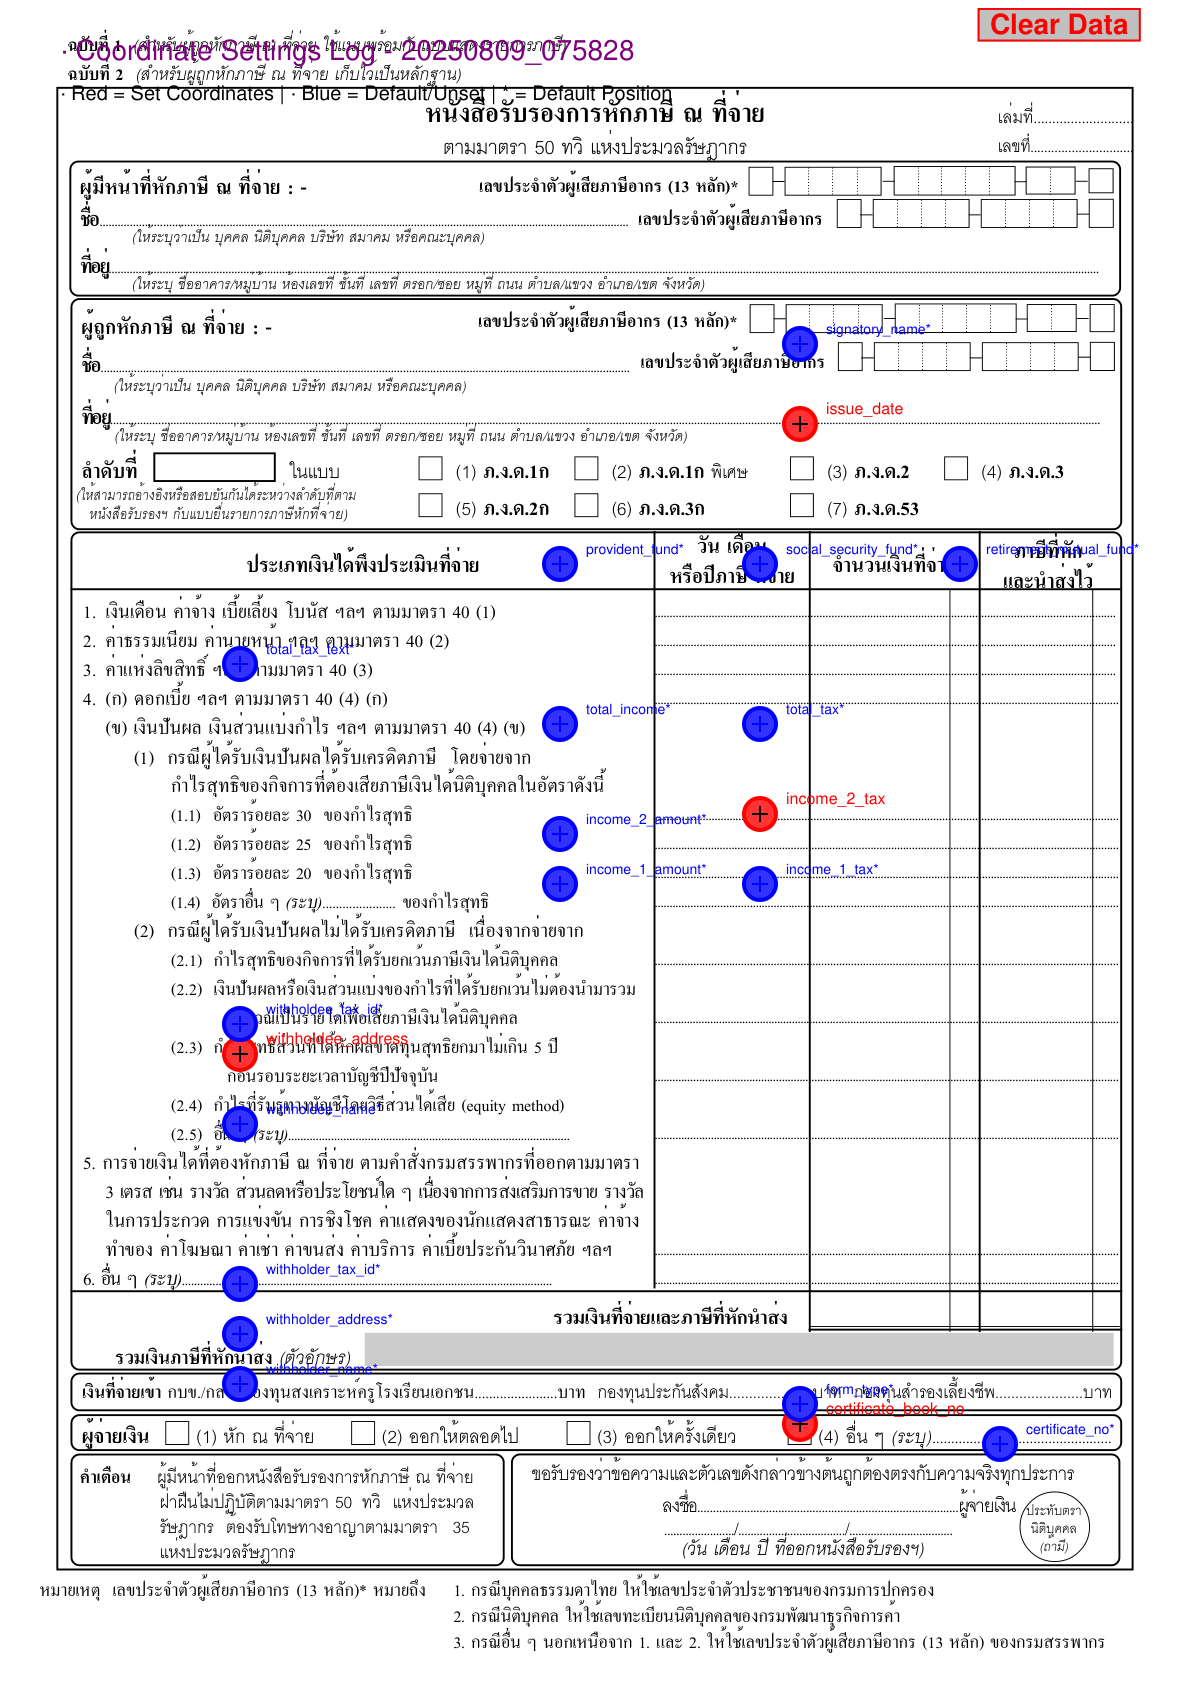 Clear Data
ฉบับที่ 1 (สำหรับผู้ถูกหักภาษี ณ ที่จ่าย ใช้แนบพร้อมกับแบบแสดงรายการภาษี)
· Coordinate Settings Log - 20250809_075828
ฉบับที่ 2 (สำหรับผู้ถูกหักภาษี ณ ที่จ่าย เก็บไว้เป็นหลักฐาน)
· Red = Set Coordinates | · Blue = Default/Unset | * = Default Position
หนังสือรับรองการหักภาษี ณ ที่จ่าย
เล่มที่
ตามมาตรา 50 ทวิ แห่งประมวลรัษฎากร
เลขที่
ผู้มีหน้าที่หักภาษี ณ ที่จ่าย : -
เลขประจำตัวผู้เสียภาษีอากร (13 หลัก)*
ชื่อ
เลขประจำตัวผู้เสียภาษีอากร
(ให้ระบุว่าเป็น บุคคล นิติบุคคล บริษัท สมาคม หรือคณะบุคคล)
ที่อยู่
(ให้ระบุ ชื่ออาคาร/หมู่บ้าน ห้องเลขที่ ชั้นที่ เลขที่ ตรอก/ซอย หมู่ที่ ถนน ตำบล/แขวง อำเภอ/เขต จังหวัด)
ผู้ถูกหักภาษี ณ ที่จ่าย : -
เลขประจำตัวผู้เสียภาษีอากร (13 หลัก)*
signatory_name*
ชื่อ
เลขประจำตัวผู้เสียภาษีอากร
(ให้ระบุว่าเป็น บุคคล นิติบุคคล บริษัท สมาคม หรือคณะบุคคล)
ที่อยู่
issue_date
(ให้ระบุ ชื่ออาคาร/หมู่บ้าน ห้องเลขที่ ชั้นที่ เลขที่ ตรอก/ซอย หมู่ที่ ถนน ตำบล/แขวง อำเภอ/เขต จังหวัด)
ลำดับที่ ในแบบ (1) ภ.ง.ด.1ก (2) ภ.ง.ด.1ก พิเศษ (3) ภ.ง.ด.2 (4) ภ.ง.ด.3
(ให้สามารถอ้างอิงหรือสอบยันกันได้ระหว่างลำดับที่ตาม
หนังสือรับรองฯ กับแบบยื่นรายการภาษีหักที่จ่าย)
(5) ภ.ง.ด.2ก (6) ภ.ง.ด.3ก (7) ภ.ง.ด.53
ประเภทเงินได้พึงประเมินที่จ่าย
วัน เดือน
หรือปีภาษี ที่จ่าย
จำนวนเงินที่จ่าย
ภาษีที่หัก
และนำส่งไว้
provident_fund* social_security_fund* retirement_mutual_fund*
1. เงินเดือน ค่าจ้าง เบี้ยเลี้ยง โบนัส ฯลฯ ตามมาตรา 40 (1)
2. ค่าธรรมเนียม ค่านายหน้า ฯลฯ ตามมาตรา 40 (2)
total_tax_text*
3. ค่าแห่งลิขสิทธิ์ ฯลฯ ตามมาตรา 40 (3)
4. (ก) ดอกเบี้ย ฯลฯ ตามมาตรา 40 (4) (ก)
total_income* total_tax*
(ข) เงินปันผล เงินส่วนแบ่งกำไร ฯลฯ ตามมาตรา 40 (4) (ข)
(1) กรณีผู้ได้รับเงินปันผลได้รับเครดิตภาษี โดยจ่ายจาก
กำไรสุทธิของกิจการที่ต้องเสียภาษีเงินได้นิติบุคคลในอัตราดังนี้
income_2_tax
(1.1) อัตราร้อยละ 30 ของกำไรสุทธิ
income_2_amount*
(1.2) อัตราร้อยละ 25 ของกำไรสุทธิ
(1.3) อัตราร้อยละ 20 ของกำไรสุทธิ
income_1_amount* income_1_tax*
(1.4) อัตราอื่น ๆ (ระบุ) ของกำไรสุทธิ
(2) กรณีผู้ได้รับเงินปันผลไม่ได้รับเครดิตภาษี เนื่องจากจ่ายจาก
(2.1) กำไรสุทธิของกิจการที่ได้รับยกเว้นภาษีเงินได้นิติบุคคล
(2.2) เงินปันผลหรือเงินส่วนแบ่งของกำไรที่ได้รับยกเว้นไม่ต้องนำมารวม
withholdee_tax_id*
คำนวณเป็นรายได้เพื่อเสียภาษีเงินได้นิติบุคคล
withholdee_address
(2.3) กำไรสุทธิส่วนที่ได้หักผลขาดทุนสุทธิยกมาไม่เกิน 5 ปี
ก่อนรอบระยะเวลาบัญชีปีปัจจุบัน
(2.4) กำไรที่รับรู้ทางบัญชีโดยวิธีส่วนได้เสีย (equity method)
withholdee_name*
(2.5) อื่น ๆ (ระบุ)
5. การจ่ายเงินได้ที่ต้องหักภาษี ณ ที่จ่าย ตามคำสั่งกรมสรรพากรที่ออกตามมาตรา
3 เตรส เช่น รางวัล ส่วนลดหรือประโยชน์ใด ๆ เนื่องจากการส่งเสริมการขาย รางวัล
ในการประกวด การแข่งขัน การชิงโชค ค่าแสดงของนักแสดงสาธารณะ ค่าจ้าง
ทำของ ค่าโฆษณา ค่าเช่า ค่าขนส่ง ค่าบริการ ค่าเบี้ยประกันวินาศภัย ฯลฯ
withholder_tax_id*
6. อื่น ๆ (ระบุ)
withholder_address*
รวมเงินที่จ่ายและภาษีที่หักนำส่ง
รวมเงินภาษีที่หักนำส่ง (ตัวอักษร)
withholder_name*
เงินที่จ่ายเข้า กบข./กสจ./กองทุนสงเคราะห์ครูโรงเรียนเอกชน บาท กองทุนประกันสังคม บาท กองทุนสำรองเลี้ยงชีพ บาท
form_type*
certificate_book_no
certificate_no*
ผู้จ่ายเงิน (1) หัก ณ ที่จ่าย (2) ออกให้ตลอดไป (3) ออกให้ครั้งเดียว (4) อื่น ๆ (ระบุ)
คำเตือน ผู้มีหน้าที่ออกหนังสือรับรองการหักภาษี ณ ที่จ่าย
ฝ่าฝืนไม่ปฏิบัติตามมาตรา 50 ทวิ แห่งประมวล
รัษฎากร ต้องรับโทษทางอาญาตามมาตรา 35
แห่งประมวลรัษฎากร
ขอรับรองว่าข้อความและตัวเลขดังกล่าวข้างต้นถูกต้องตรงกับความจริงทุกประการ
ลงชื่อ ผู้จ่ายเงิน
/ /
(วัน เดือน ปี ที่ออกหนังสือรับรองฯ)
ประทับตรา
นิติบุคคล
(ถ้ามี)
หมายเหตุ เลขประจำตัวผู้เสียภาษีอากร (13 หลัก)* หมายถึง
1. กรณีบุคคลธรรมดาไทย ให้ใช้เลขประจำตัวประชาชนของกรมการปกครอง
2. กรณีนิติบุคคล ให้ใช้เลขทะเบียนนิติบุคคลของกรมพัฒนาธุรกิจการค้า
3. กรณีอื่น ๆ นอกเหนือจาก 1. และ 2. ให้ใช้เลขประจำตัวผู้เสียภาษีอากร (13 หลัก) ของกรมสรรพากร